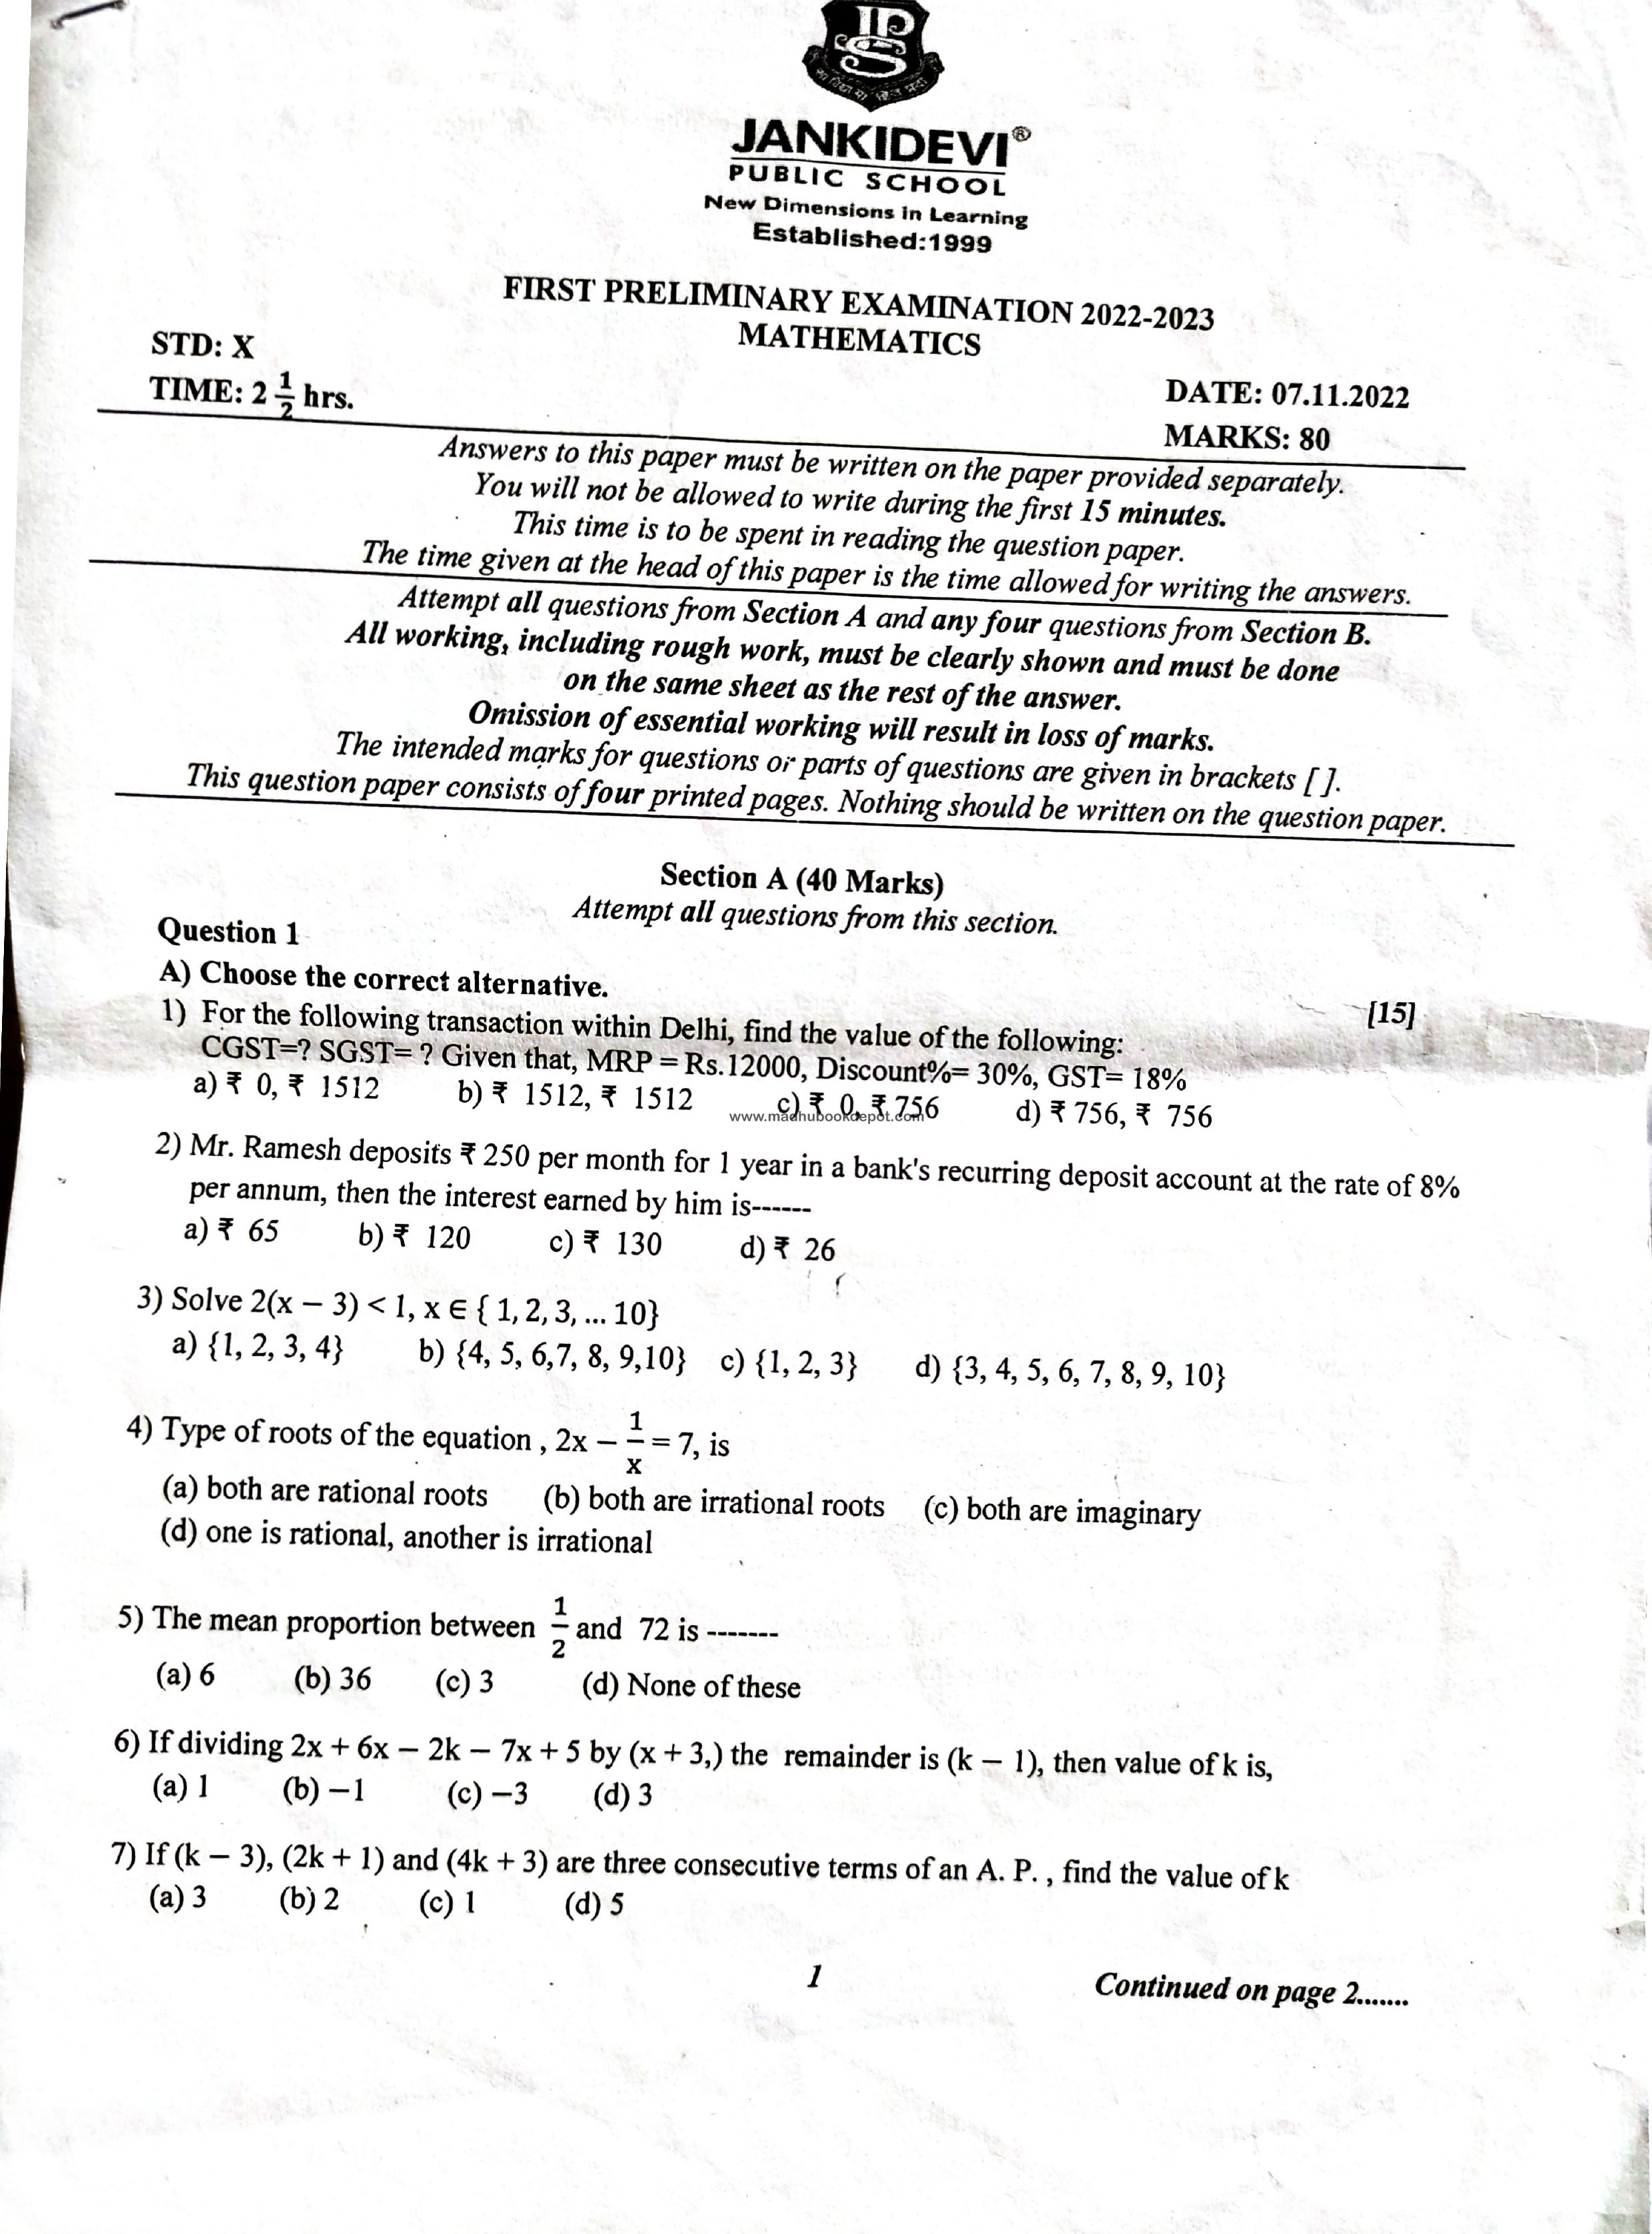 JPS
JANKIDEVI®
PUBLIC SCHOOL
New Dimensions in Learning
Established:1999
FIRST PRELIMINARY EXAMINATION 2022-2023
MATHEMATICS
STD: X
TIME: 2 1/2 hrs.
DATE: 07.11.2022
MARKS: 80
Answers to this paper must be written on the paper provided separately.
You will not be allowed to write during the first 15 minutes.
This time is to be spent in reading the question paper.
The time given at the head of this paper is the time allowed for writing the answers.
Attempt all questions from Section A and any four questions from Section B.
All working, including rough work, must be clearly shown and must be done
on the same sheet as the rest of the answer.
Omission of essential working will result in loss of marks.
The intended marks for questions or parts of questions are given in brackets [ ].
This question paper consists of four printed pages. Nothing should be written on the question paper.
Section A (40 Marks)
Attempt all questions from this section.
Question 1
A) Choose the correct alternative. [15]
1) For the following transaction within Delhi, find the value of the following:
CGST=? SGST= ? Given that, MRP = Rs.12000, Discount%= 30%, GST= 18%
a) ₹ 0, ₹ 1512 b) ₹ 1512, ₹ 1512 c) ₹ 0, ₹ 756 d) ₹ 756, ₹ 756
www.madhubookdepot.com
2) Mr. Ramesh deposits ₹ 250 per month for 1 year in a bank's recurring deposit account at the rate of 8%
per annum, then the interest earned by him is------
a) ₹ 65 b) ₹ 120 c) ₹ 130 d) ₹ 26
3) Solve 2(x – 3) < 1, x ∈ { 1, 2, 3, ... 10}
a) {1, 2, 3, 4} b) {4, 5, 6,7, 8, 9,10} c) {1, 2, 3} d) {3, 4, 5, 6, 7, 8, 9, 10}
4) Type of roots of the equation , 2x – 1/x = 7, is
(a) both are rational roots (b) both are irrational roots (c) both are imaginary
(d) one is rational, another is irrational
5) The mean proportion between 1/2 and 72 is -------
(a) 6 (b) 36 (c) 3 (d) None of these
6) If dividing 2x + 6x – 2k – 7x + 5 by (x + 3,) the remainder is (k – 1), then value of k is,
(a) 1 (b) –1 (c) –3 (d) 3
7) If (k – 3), (2k + 1) and (4k + 3) are three consecutive terms of an A. P. , find the value of k
(a) 3 (b) 2 (c) 1 (d) 5
1
Continued on page 2.......